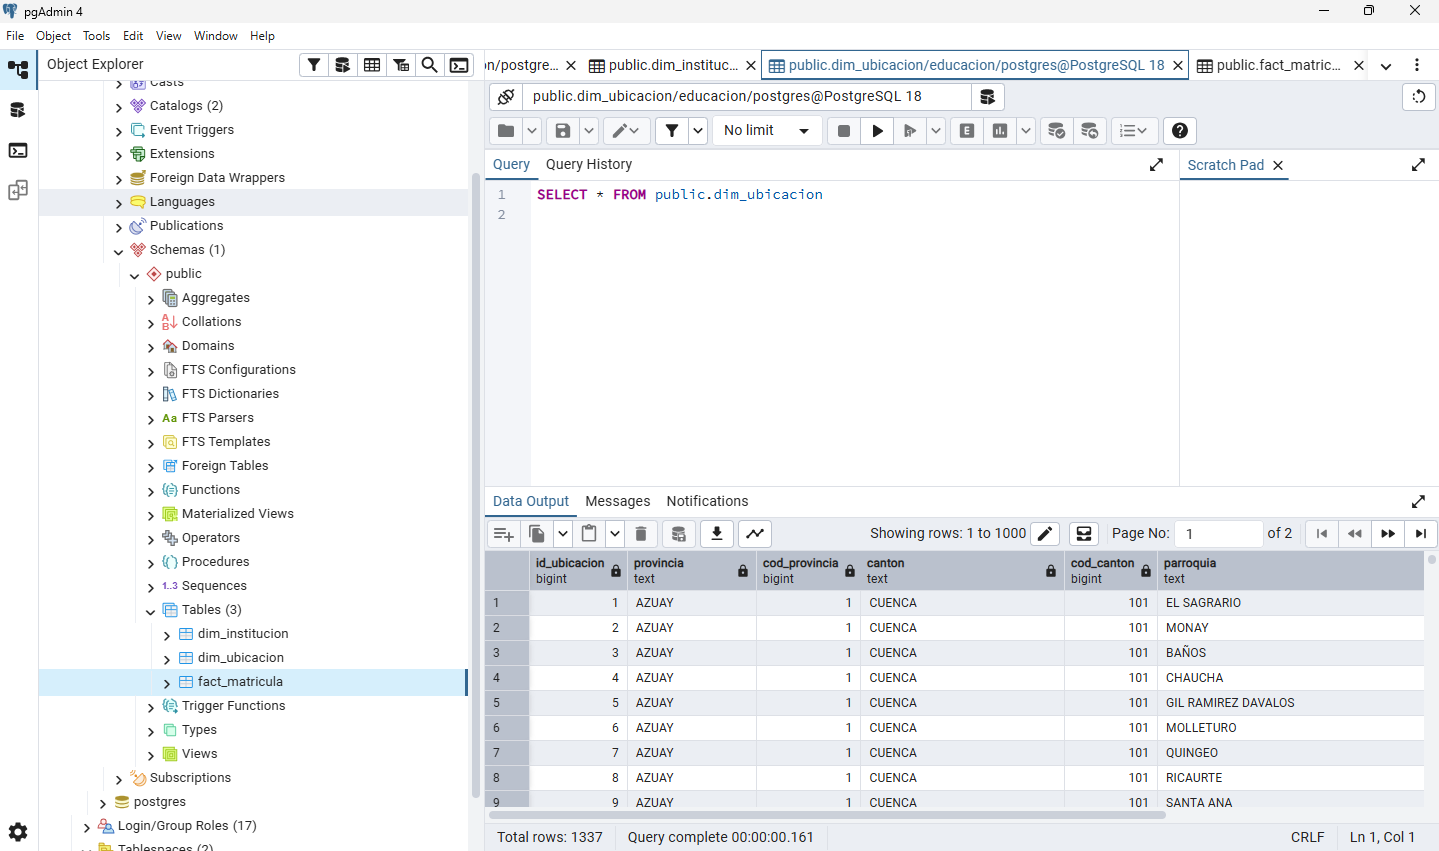 pgAdmin 4
File Object Tools Edit View Window Help
Object Explorer
Casts
Catalogs (2)
Event Triggers
Extensions
Foreign Data Wrappers
Languages
Publications
Schemas (1)
public
Aggregates
Collations
Domains
FTS Configurations
FTS Dictionaries
Aa FTS Parsers
FTS Templates
Foreign Tables
Functions
Materialized Views
Operators
Procedures
1..3 Sequences
Tables (3)
dim_institucion
dim_ubicacion
fact_matricula
Trigger Functions
Types
Views
Subscriptions
postgres
Login/Group Roles (17)
Tablespaces (2)
on/postgre... public.dim_instituc... public.dim_ubicacion/educacion/postgres@PostgreSQL 18 public.fact_matric...
public.dim_ubicacion/educacion/postgres@PostgreSQL 18
No limit E
Query Query History Scratch Pad
1 SELECT * FROM public.dim_ubicacion
2
Data Output Messages Notifications
Showing rows: 1 to 1000 Page No: 1 of 2
id_ubicacion provincia cod_provincia canton cod_canton parroquia
bigint text bigint text bigint text
1 1 AZUAY 1 CUENCA 101 EL SAGRARIO
2 2 AZUAY 1 CUENCA 101 MONAY
3 3 AZUAY 1 CUENCA 101 BAÑOS
4 4 AZUAY 1 CUENCA 101 CHAUCHA
5 5 AZUAY 1 CUENCA 101 GIL RAMIREZ DAVALOS
6 6 AZUAY 1 CUENCA 101 MOLLETURO
7 7 AZUAY 1 CUENCA 101 QUINGEO
8 8 AZUAY 1 CUENCA 101 RICAURTE
9 9 AZUAY 1 CUENCA 101 SANTA ANA
Total rows: 1337 Query complete 00:00:00.161 CRLF Ln 1, Col 1